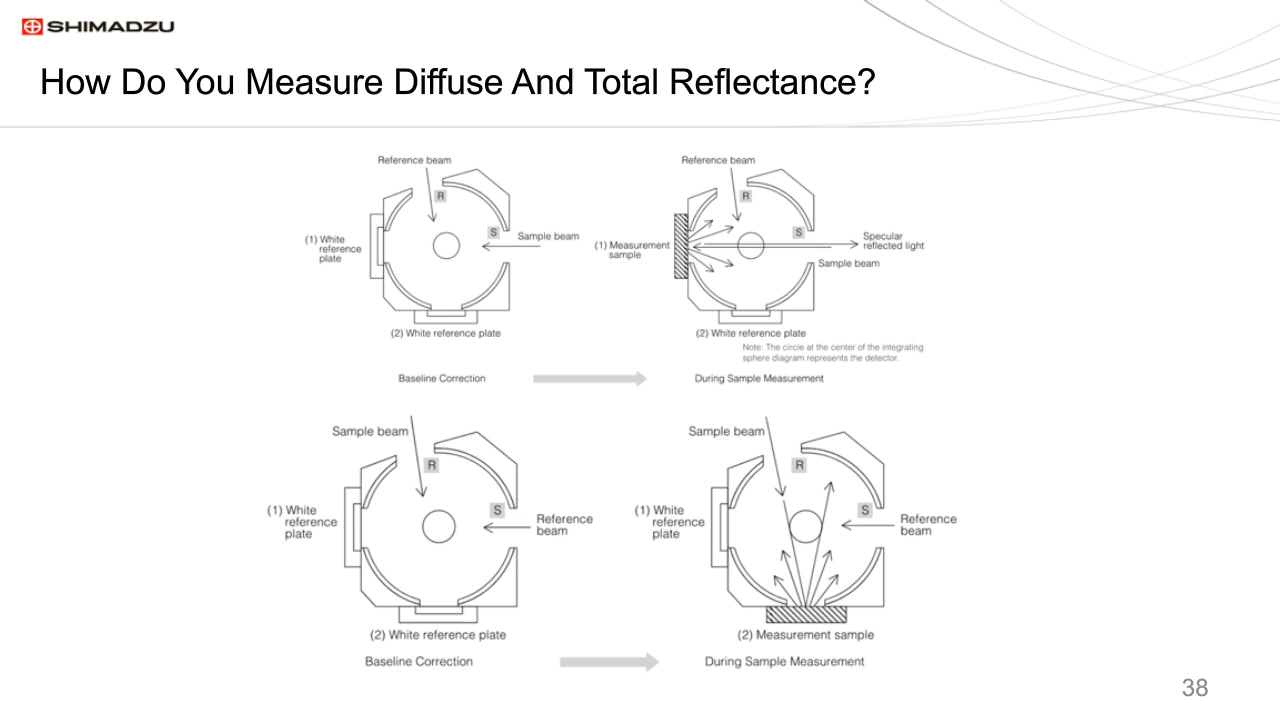 SHIMADZU
How Do You Measure Diffuse And Total Reflectance?
Reference beam
R
S
Sample beam
(1) White
reference
plate
(2) White reference plate
Baseline Correction
Reference beam
R
S
Specular
reflected light
(1) Measurement
sample
Sample beam
(2) White reference plate
Note: The circle at the center of the integrating
sphere diagram represents the detector.
During Sample Measurement
Sample beam
R
S
(1) White
reference
plate
Reference
beam
(2) White reference plate
Baseline Correction
Sample beam
R
S
(1) White
reference
plate
Reference
beam
(2) Measurement sample
During Sample Measurement
38